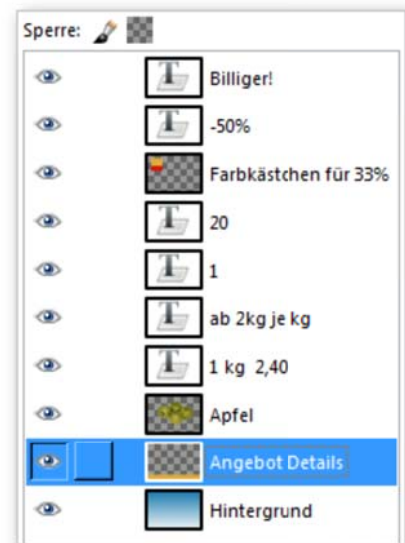 Sperre:
Billiger!
-50%
Farbkästchen für 33%
20
1
ab 2kg je kg
1 kg 2,40
Apfel
Angebot Details
Hintergrund